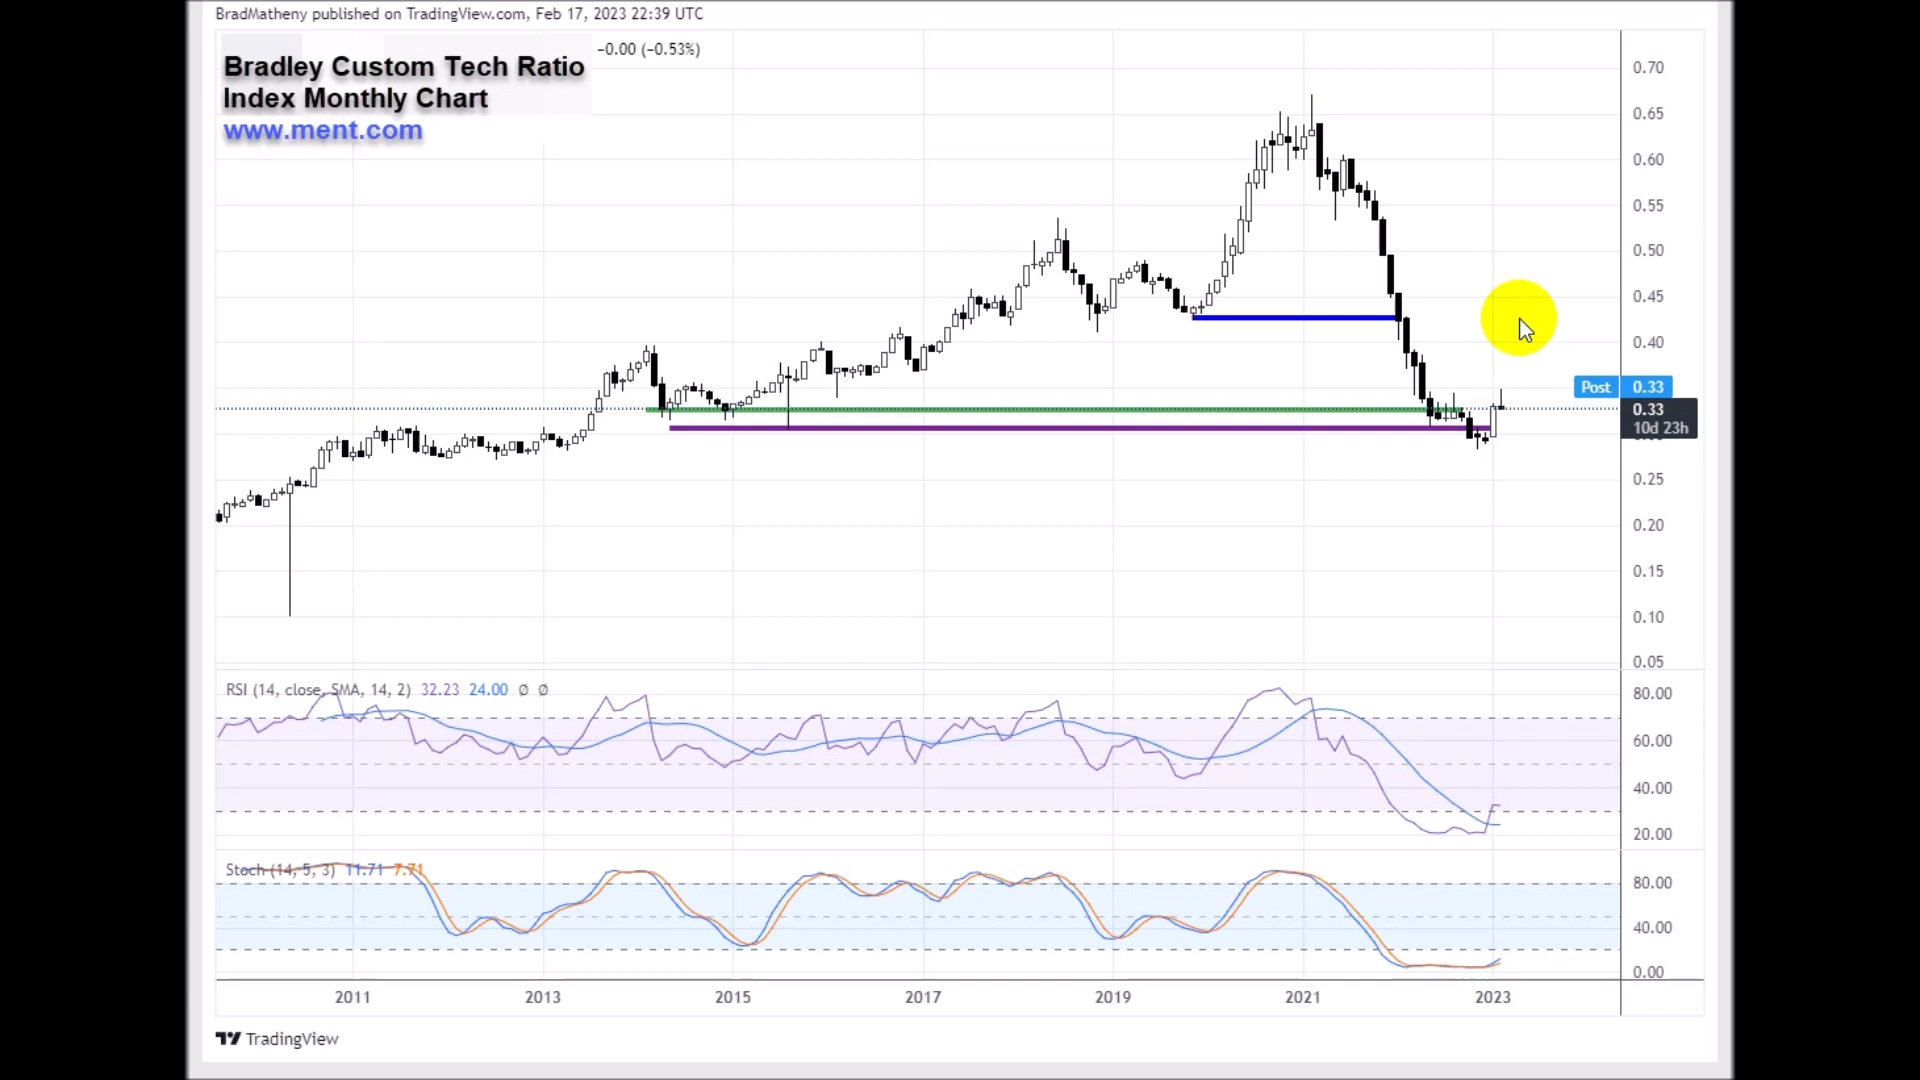 BradMatheny published on TradingView.com, Feb 17, 2023 22:39 UTC
−0.00 (−0.53%)
Bradley Custom Tech Ratio
Index Monthly Chart
www.ment.com
0.70
0.65
0.60
0.55
0.50
0.45
0.40
Post 0.33
0.33
10d 23h
0.25
0.20
0.15
0.10
0.05
RSI (14, close, SMA, 14, 2) 32.23 24.00 Ø Ø
80.00
60.00
40.00
20.00
Stoch (14, 5, 3) 11.71 7.71
80.00
40.00
0.00
2011 2013 2015 2017 2019 2021 2023
TradingView